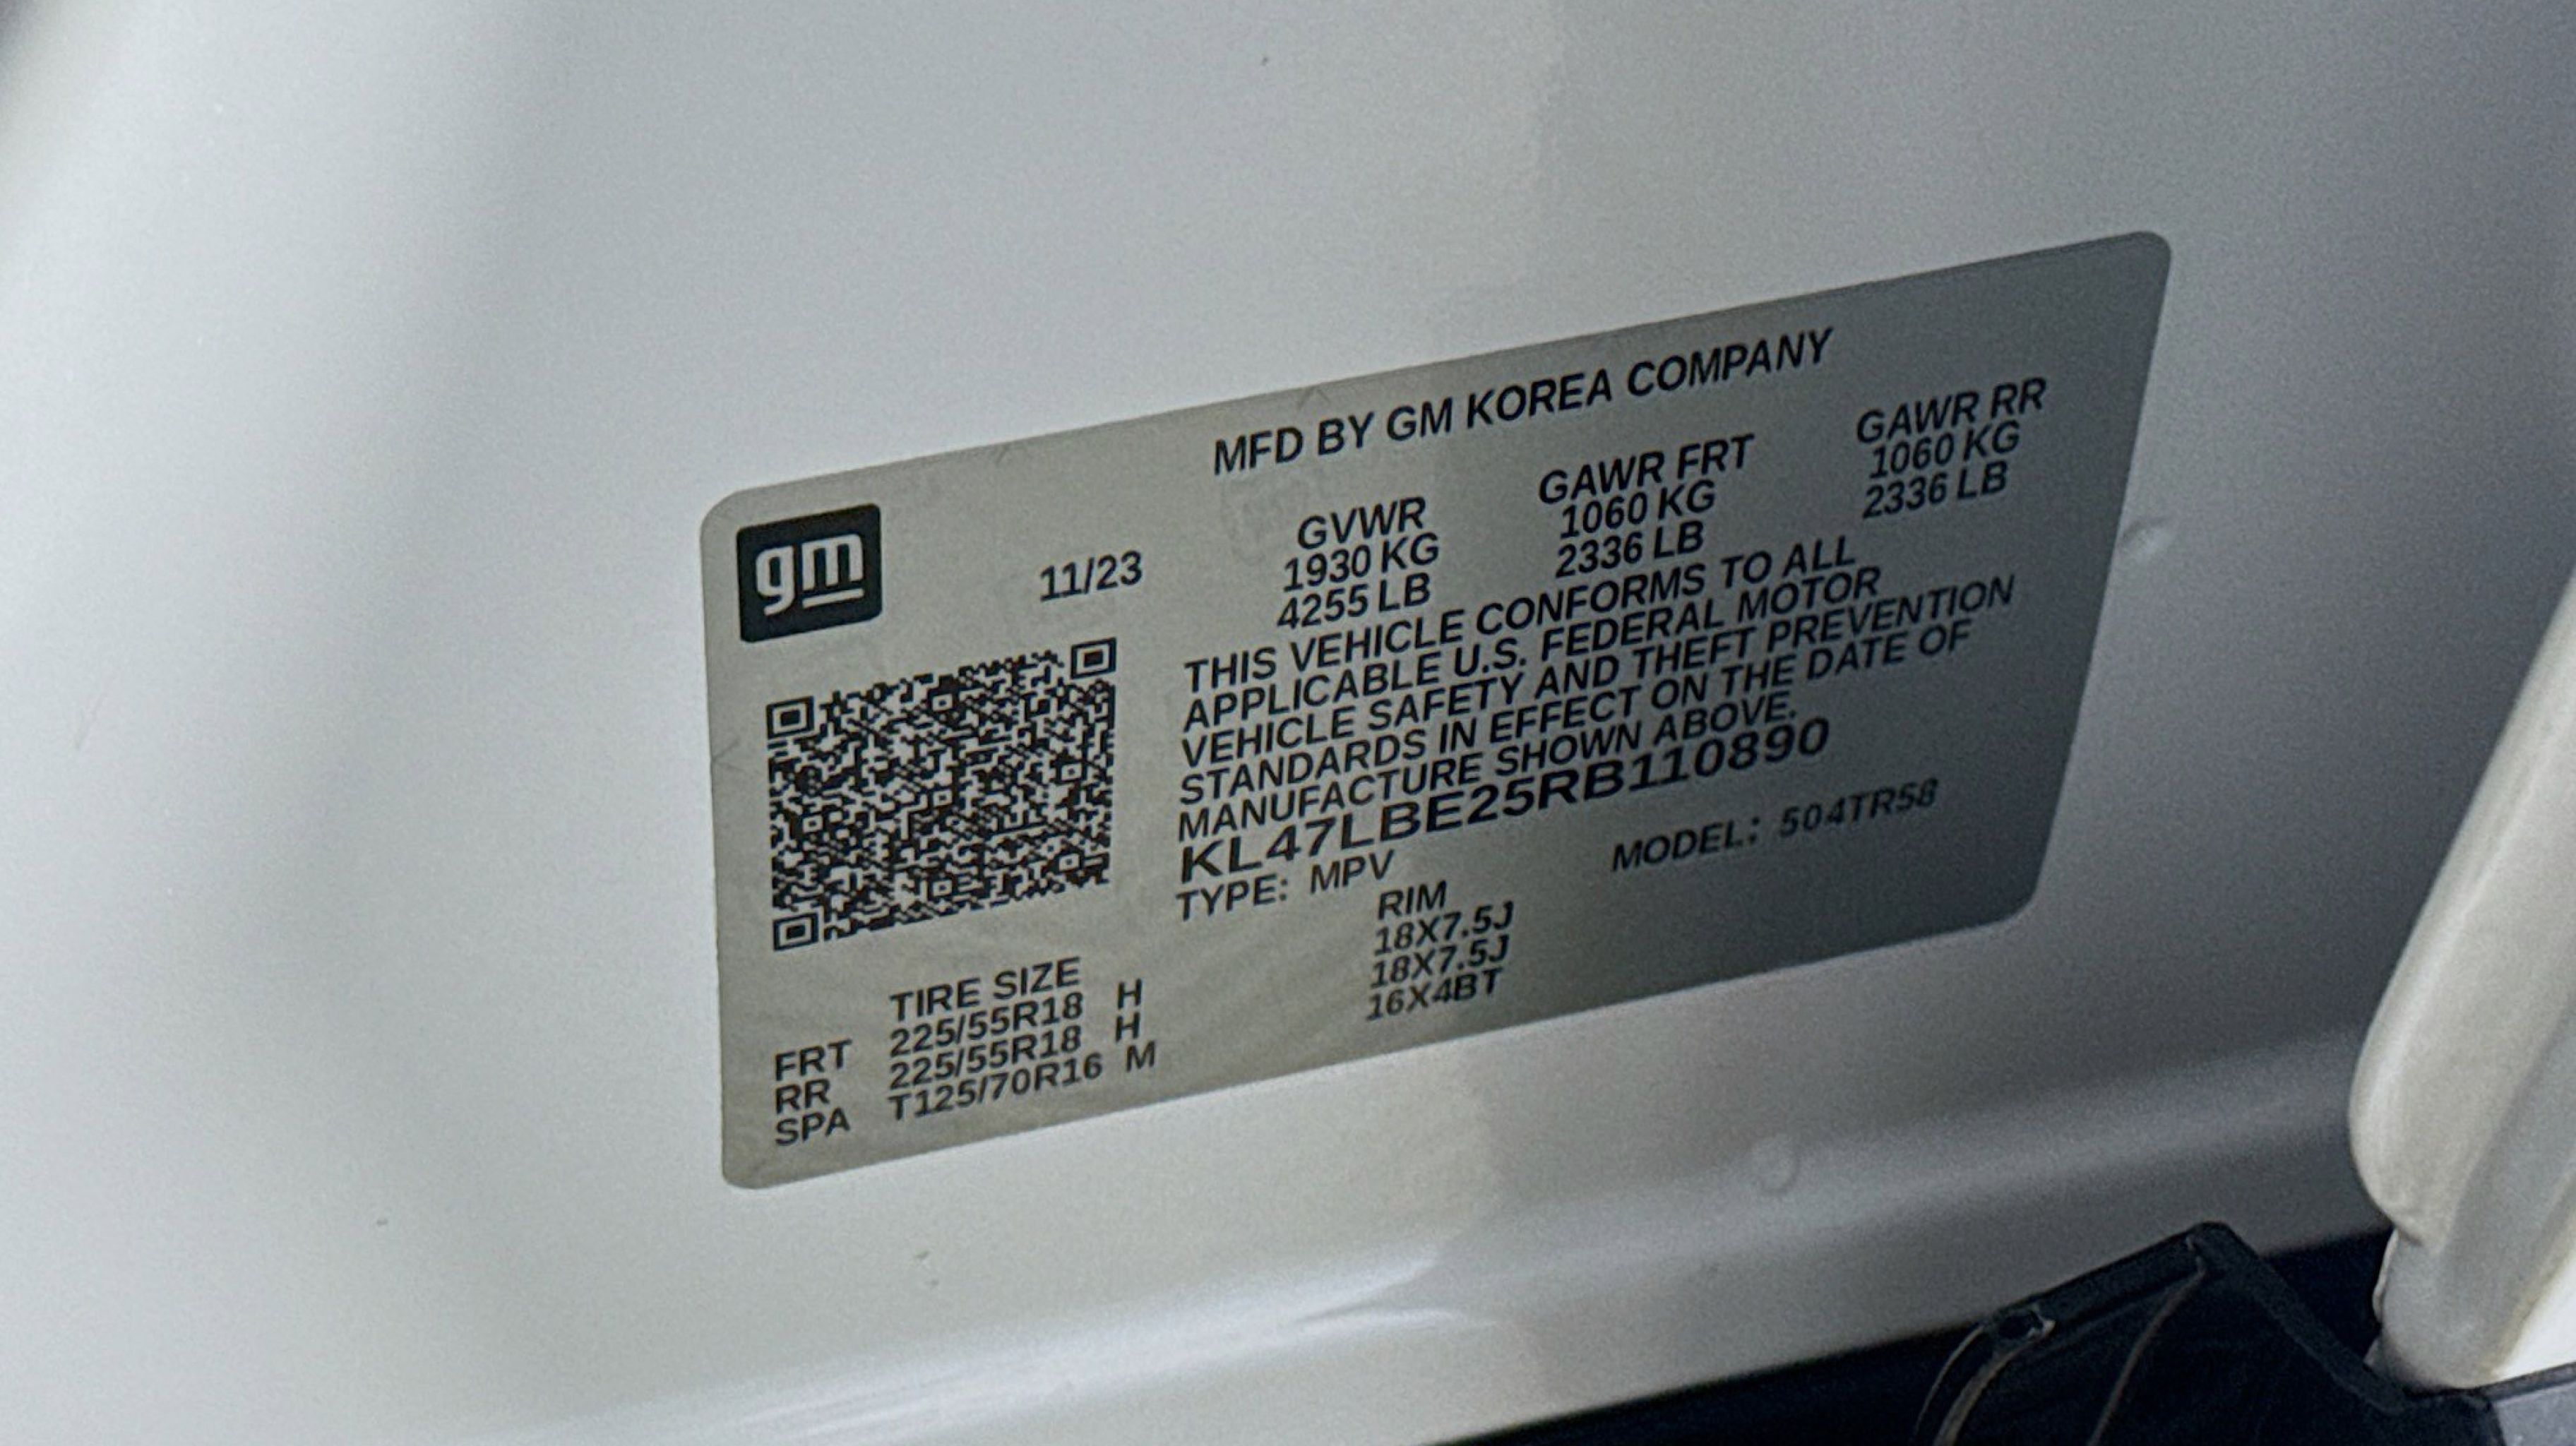 gm
MFD BY GM KOREA COMPANY
11/23
GVWR GAWR FRT GAWR RR
1930 KG 1060 KG 1060 KG
4255 LB 2336 LB 2336 LB
THIS VEHICLE CONFORMS TO ALL
APPLICABLE U.S. FEDERAL MOTOR
VEHICLE SAFETY AND THEFT PREVENTION
STANDARDS IN EFFECT ON THE DATE OF
MANUFACTURE SHOWN ABOVE.
KL47LBE25RB110890
TYPE: MPV MODEL: 504TR58
TIRE SIZE RIM
FRT 225/55R18 H 18X7.5J
RR 225/55R18 H 18X7.5J
SPA T125/70R16 M 16X4BT